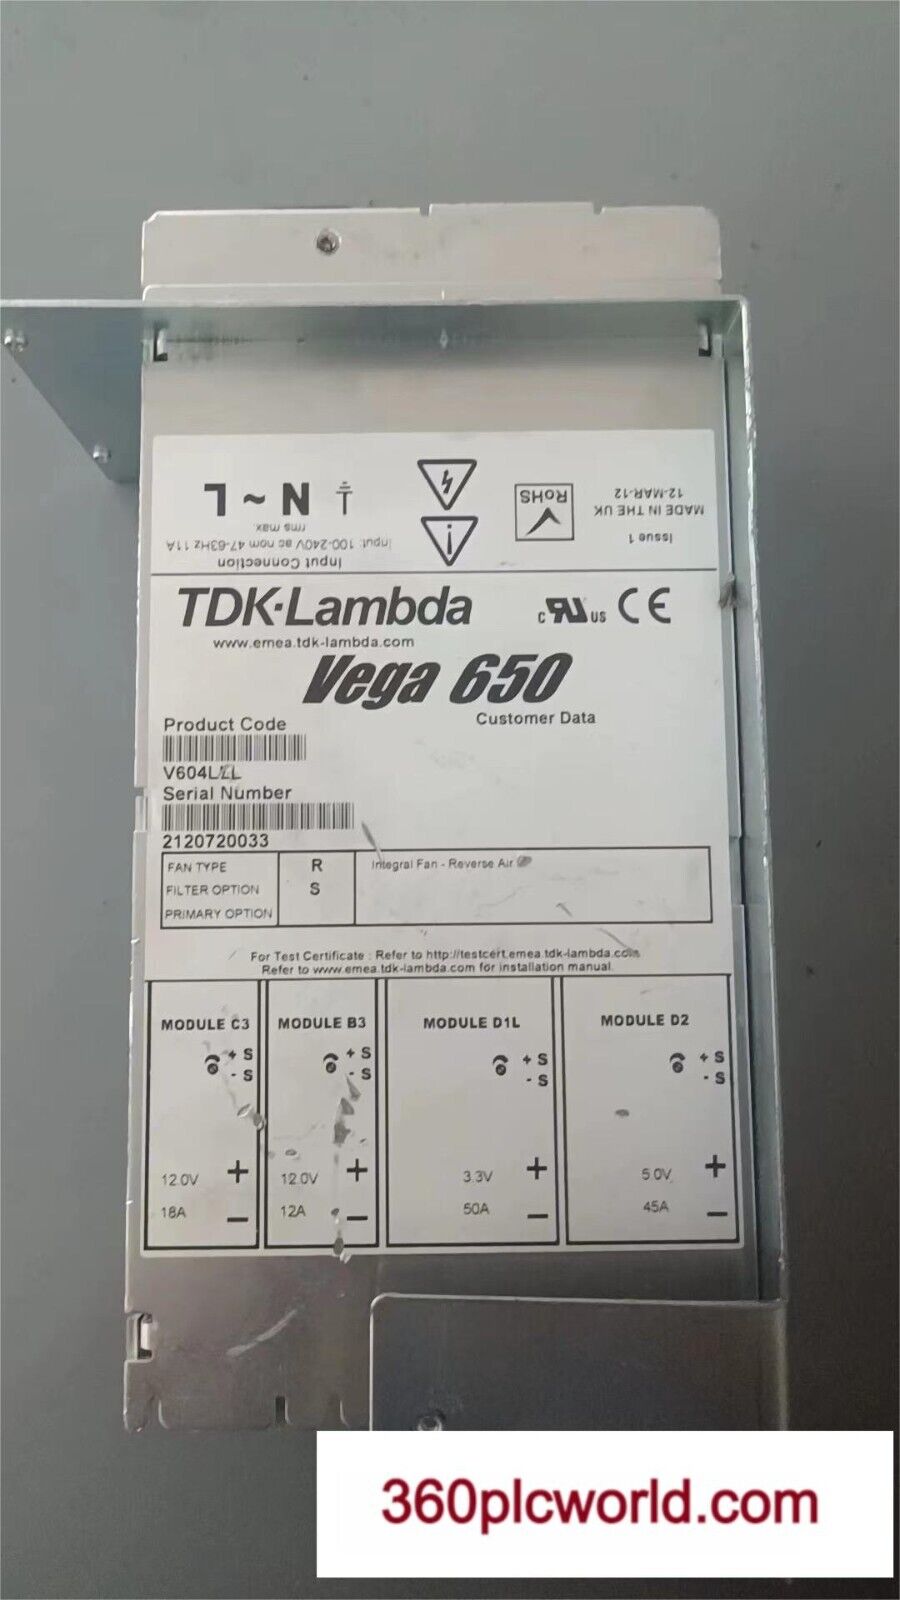 Issue 1
MADE IN THE UK
12-MAR-12
RoHS
N ~ L
Input Connection
Input: 100-240V ac nom 47-63Hz 11A
rms max.
TDK·Lambda
www.emea.tdk-lambda.com
c RU us CE
Vega 650
Customer Data
Product Code
Serial Number
2120720033
FAN TYPE R Integral Fan - Reverse Air
FILTER OPTION S
PRIMARY OPTION
For Test Certificate : Refer to http://testcert.emea.tdk-lambda.com
Refer to www.emea.tdk-lambda.com for installation manual.
MODULE C3
+ S
- S
12.0V +
18A -
MODULE B3
+ S
- S
12.0V +
12A -
MODULE D1L
+ S
- S
3.3V +
50A -
MODULE D2
+ S
- S
5.0V +
45A -
360plcworld.com